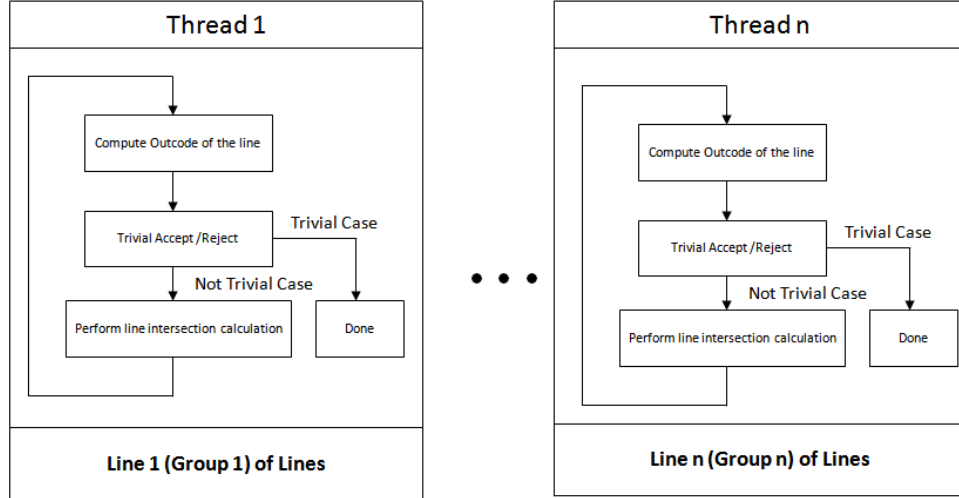 Thread 1
Compute Outcode of the line
Trivial Accept /Reject
Trivial Case
Not Trivial Case
Perform line intersection calculation
Done
Line 1 (Group 1) of Lines
Thread n
Compute Outcode of the line
Trivial Accept /Reject
Trivial Case
Not Trivial Case
Perform line intersection calculation
Done
Line n (Group n) of Lines